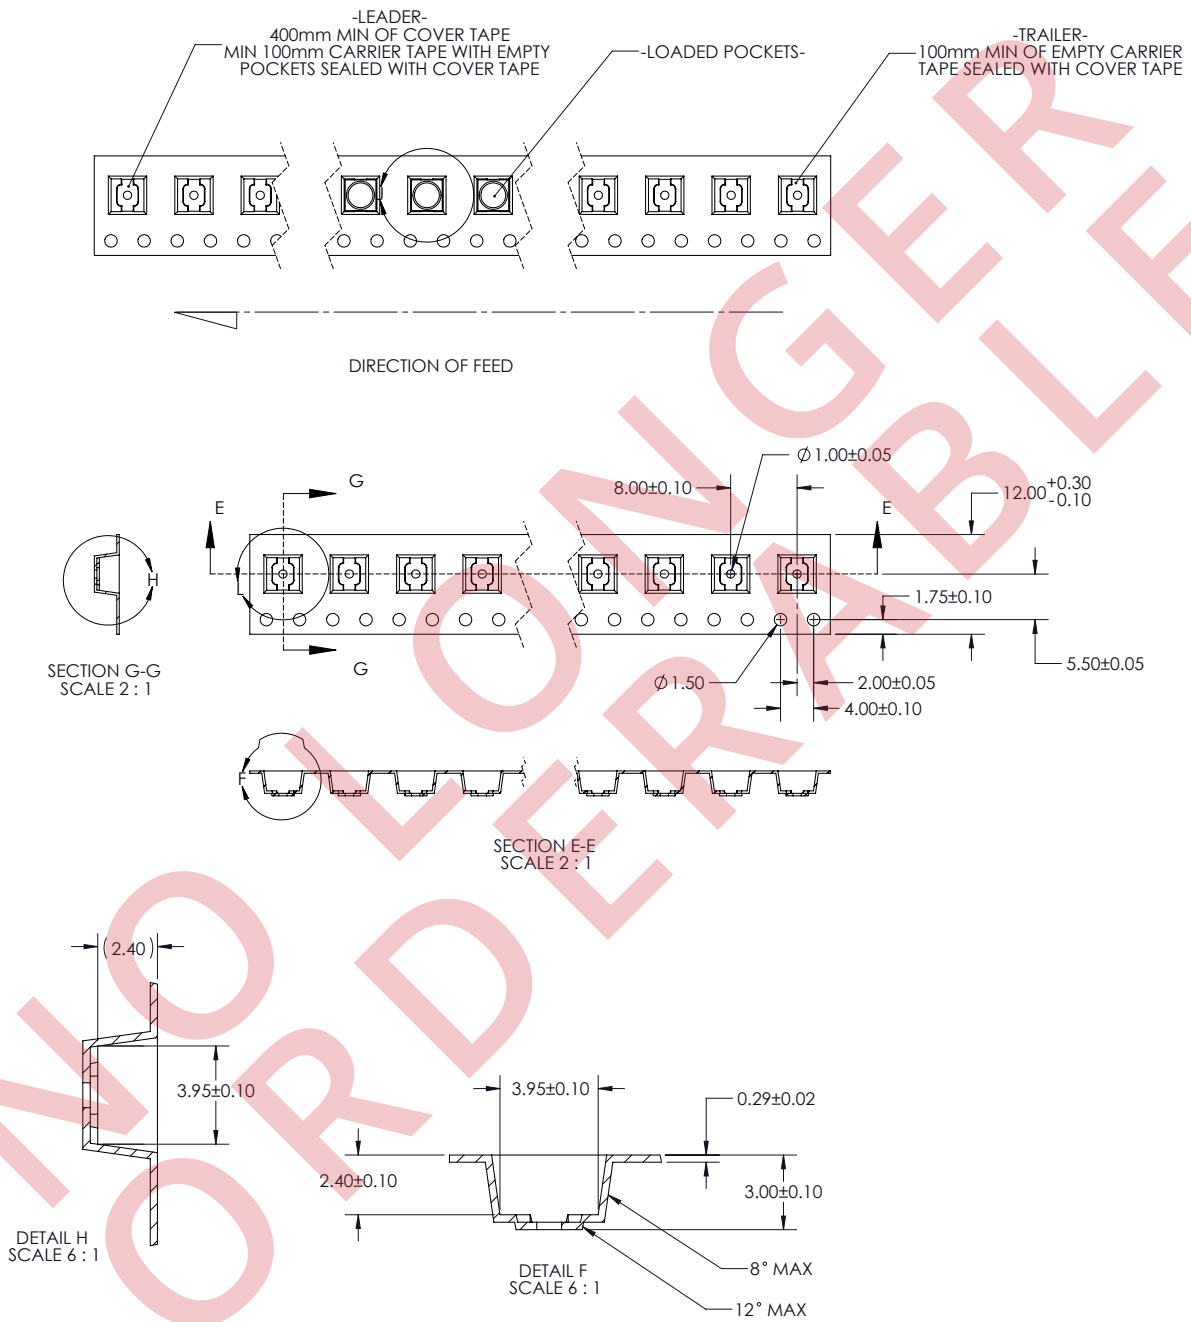 -LEADER-
400mm MIN OF COVER TAPE
MIN 100mm CARRIER TAPE WITH EMPTY
POCKETS SEALED WITH COVER TAPE
-LOADED POCKETS-
-TRAILER-
100mm MIN OF EMPTY CARRIER
TAPE SEALED WITH COVER TAPE
DIRECTION OF FEED
NO LONGER
ORDERABLE
G
E
8.00±0.10
Ø1.00±0.05
E
12.00 +0.30
-0.10
H
L
1.75±0.10
5.50±0.05
G
Ø1.50
2.00±0.05
4.00±0.10
SECTION G-G
SCALE 2 : 1
F
SECTION E-E
SCALE 2 : 1
(2.40)
3.95±0.10
DETAIL H
SCALE 6 : 1
3.95±0.10
0.29±0.02
2.40±0.10
3.00±0.10
8° MAX
12° MAX
DETAIL F
SCALE 6 : 1